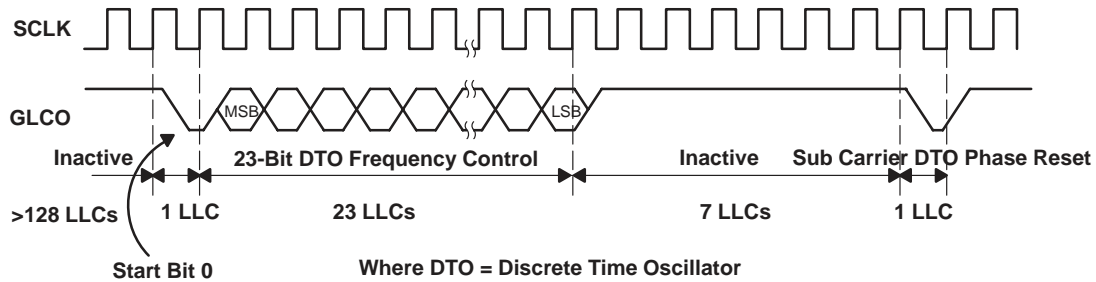 SCLK
GLCO
MSB
LSB
Inactive
23-Bit DTO Frequency Control
Inactive
Sub Carrier DTO Phase Reset
>128 LLCs
1 LLC
23 LLCs
7 LLCs
1 LLC
Start Bit 0
Where DTO = Discrete Time Oscillator